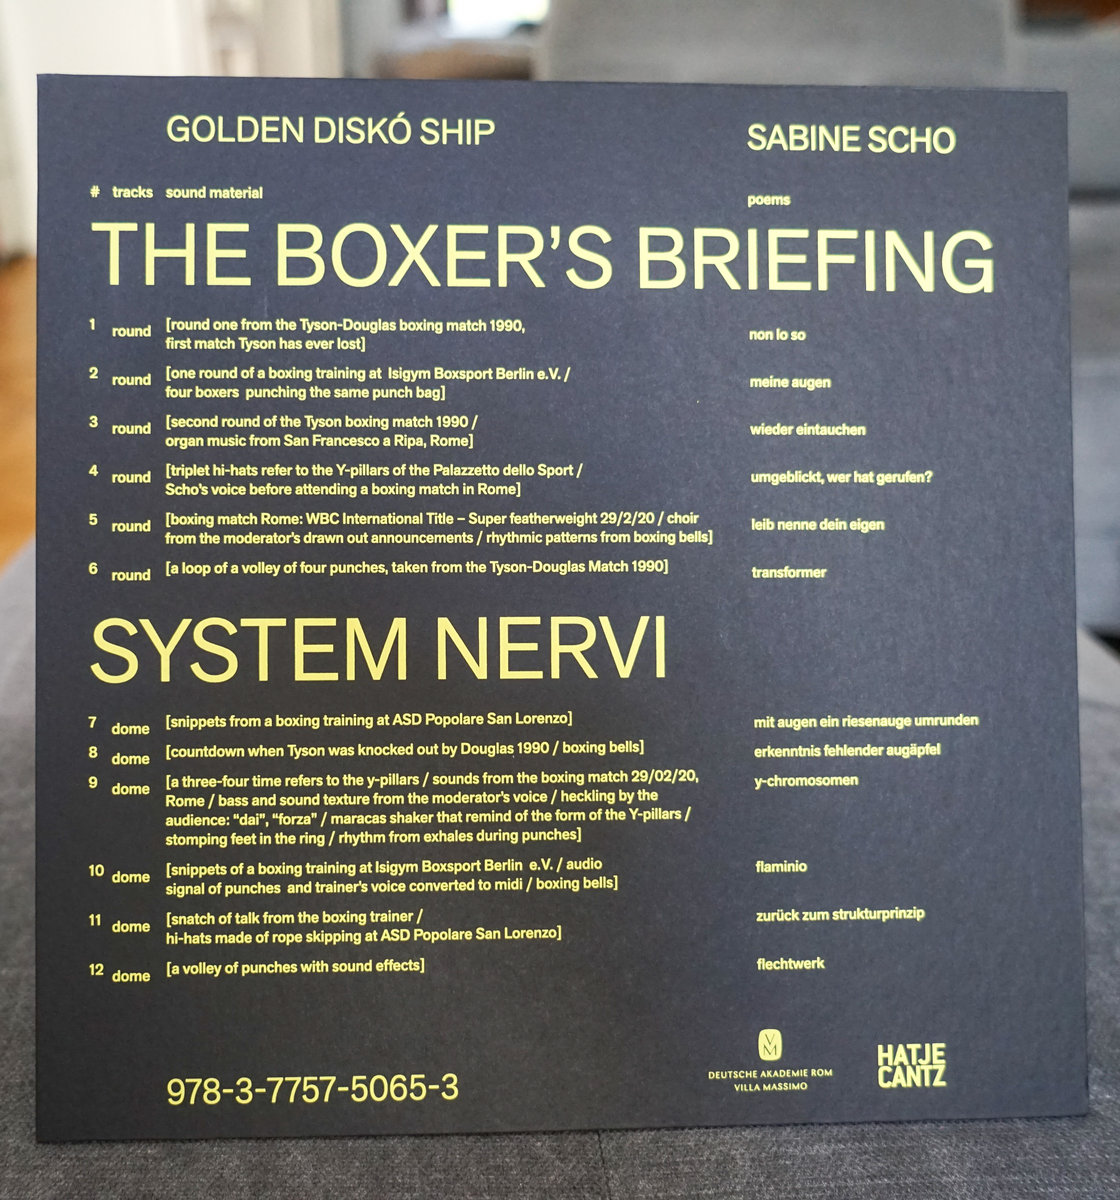 GOLDEN DISKÓ SHIP SABINE SCHO
# tracks sound material poems
THE BOXER'S BRIEFING
1 round [round one from the Tyson-Douglas boxing match 1990, non lo so
first match Tyson has ever lost]
2 round [one round of a boxing training at Isigym Boxsport Berlin e.V. / meine augen
four boxers punching the same punch bag]
3 round [second round of the Tyson boxing match 1990 / wieder eintauchen
organ music from San Francesco a Ripa, Rome]
4 round [triplet hi-hats refer to the Y-pillars of the Palazzetto dello Sport / umgeblickt, wer hat gerufen?
Scho's voice before attending a boxing match in Rome]
5 round [boxing match Rome: WBC International Title – Super featherweight 29/2/20 / choir leib nenne dein eigen
from the moderator's drawn out announcements / rhythmic patterns from boxing bells]
6 round [a loop of a volley of four punches, taken from the Tyson-Douglas Match 1990] transformer
SYSTEM NERVI
7 dome [snippets from a boxing training at ASD Popolare San Lorenzo] mit augen ein riesenauge umrunden
8 dome [countdown when Tyson was knocked out by Douglas 1990 / boxing bells] erkenntnis fehlender augäpfel
9 dome [a three-four time refers to the y-pillars / sounds from the boxing match 29/02/20, y-chromosomen
Rome / bass and sound texture from the moderator's voice / heckling by the
audience: "dai", "forza" / maracas shaker that remind of the form of the Y-pillars /
stomping feet in the ring / rhythm from exhales during punches]
10 dome [snippets of a boxing training at Isigym Boxsport Berlin e.V. / audio flaminio
signal of punches and trainer's voice converted to midi / boxing bells]
11 dome [snatch of talk from the boxing trainer / zurück zum strukturprinzip
hi-hats made of rope skipping at ASD Popolare San Lorenzo]
12 dome [a volley of punches with sound effects] flechtwerk
978-3-7757-5065-3
VM
DEUTSCHE AKADEMIE ROM
VILLA MASSIMO
HATJE
CANTZ